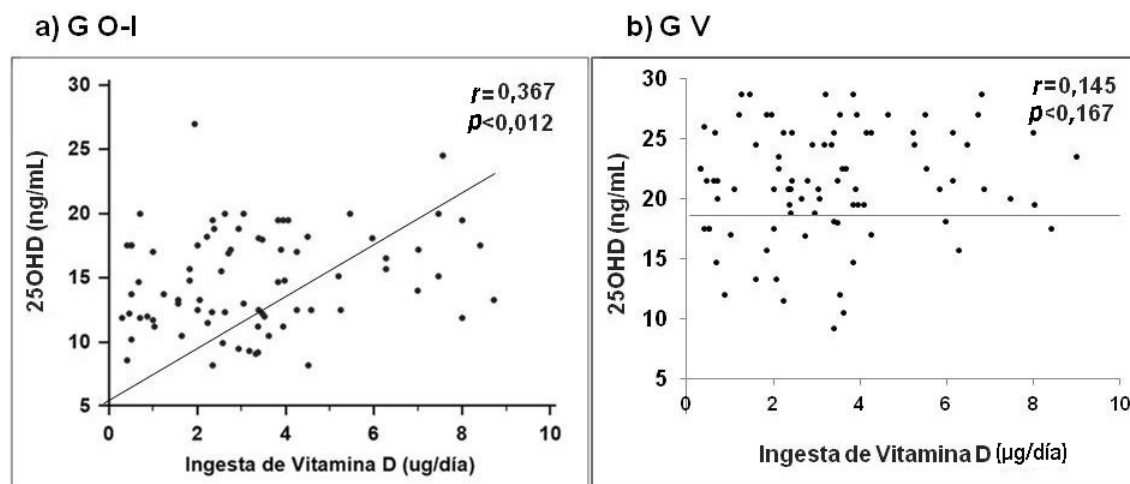 a) G O-I
b) G V
r=0,367
p<0,012
30
25
20
15
10
5
25OHD (ng/mL)
0 2 4 6 8 10
Ingesta de Vitamina D (ug/día)
r=0,145
p<0,167
30
25
20
15
10
5
25OHD (ng/mL)
0 2 4 6 8 10
Ingesta de Vitamina D (µg/día)